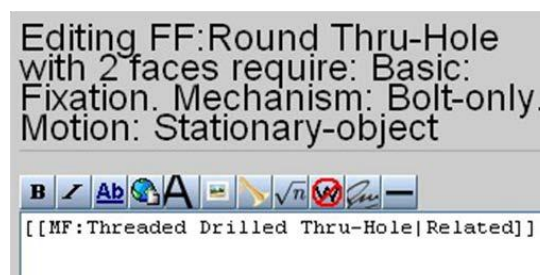 Editing FF:Round Thru-Hole
with 2 faces require: Basic:
Fixation. Mechanism: Bolt-only.
Motion: Stationary-object
B I Ab A √n W
[[MF:Threaded Drilled Thru-Hole|Related]]